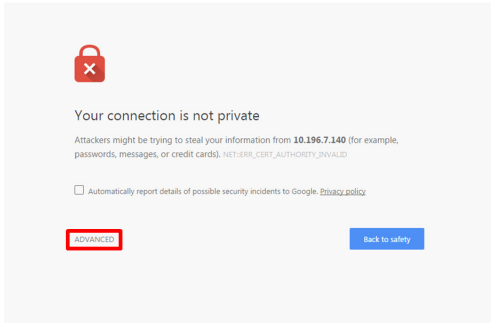 Your connection is not private
Attackers might be trying to steal your information from 10.196.7.140 (for example,
passwords, messages, or credit cards). NET::ERR_CERT_AUTHORITY_INVALID
Automatically report details of possible security incidents to Google. Privacy policy
ADVANCED
Back to safety